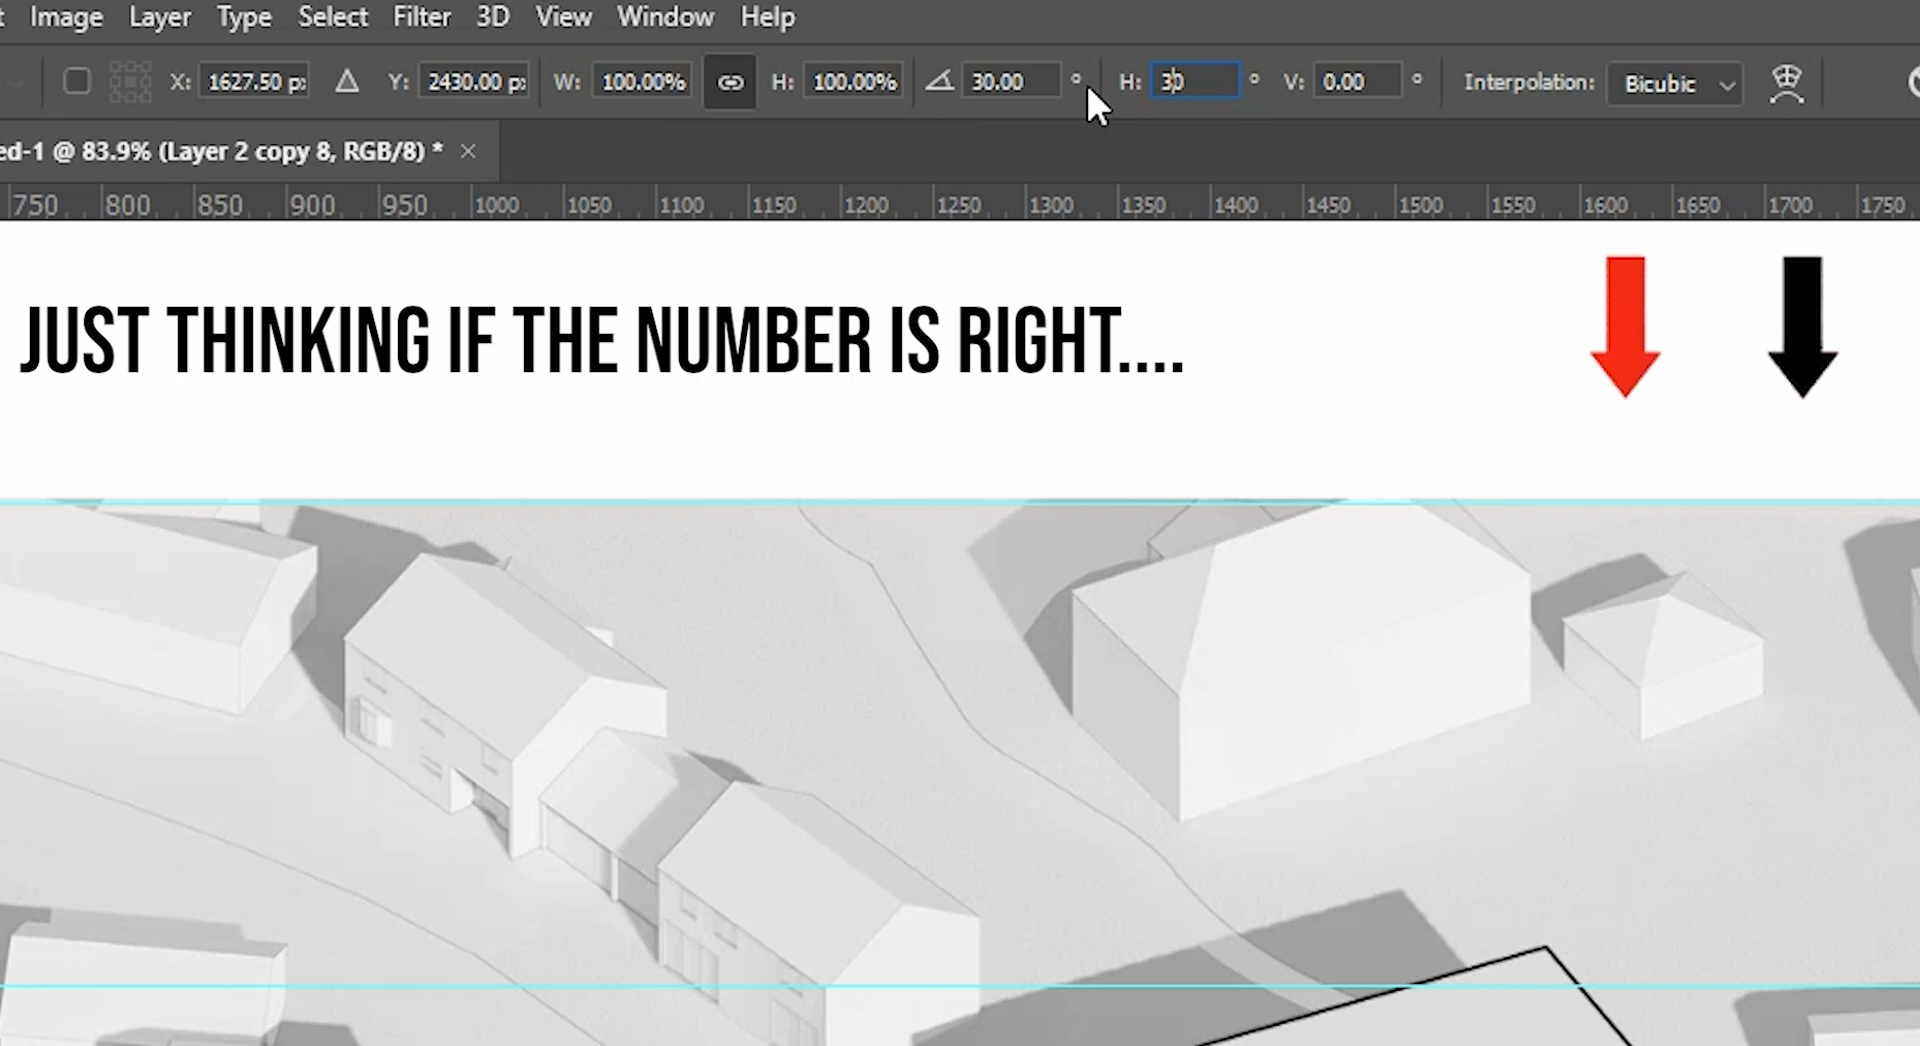 Image Layer Type Select Filter 3D View Window Help
X: 1627.50 p: Y: 2430.00 p: W: 100.00% H: 100.00% 30.00 ° H: 30 ° V: 0.00 ° Interpolation: Bicubic
ed-1 @ 83.9% (Layer 2 copy 8, RGB/8) * ×
750 800 850 900 950 1000 1050 1100 1150 1200 1250 1300 1350 1400 1450 1500 1550 1600 1650 1700 1750
JUST THINKING IF THE NUMBER IS RIGHT....